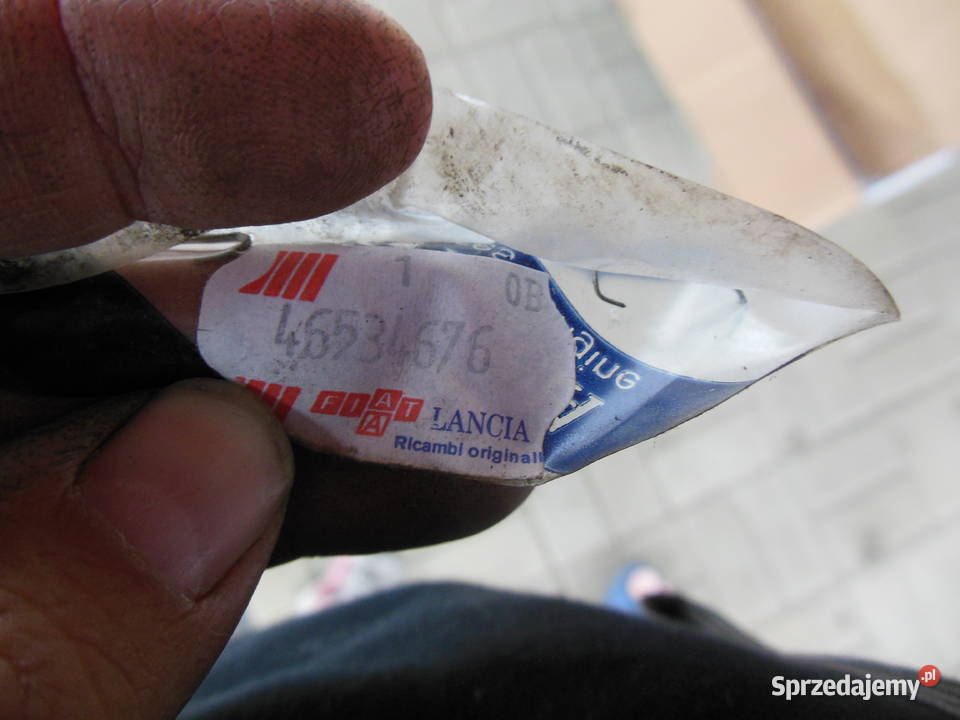 1 0B
46534676
FIAT LANCIA
Ricambi originali
Sprzedajemy.pl